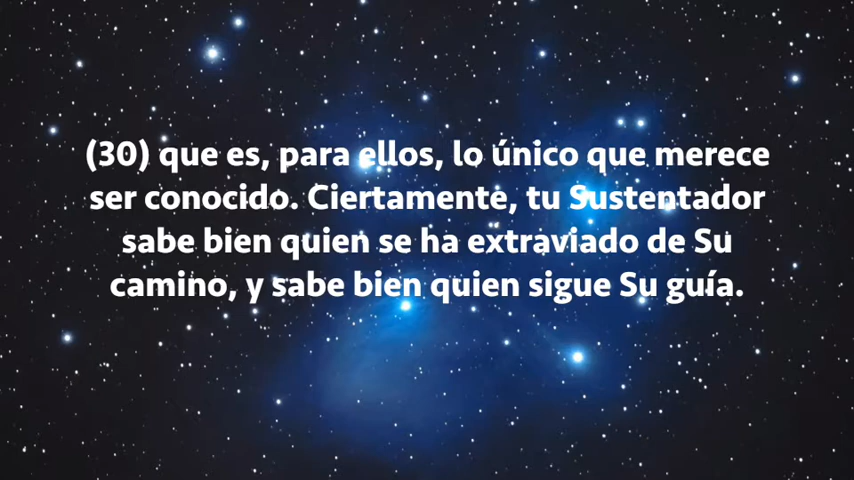 (30) que es, para ellos, lo único que merece
ser conocido. Ciertamente, tu Sustentador
sabe bien quien se ha extraviado de Su
camino, y sabe bien quien sigue Su guía.